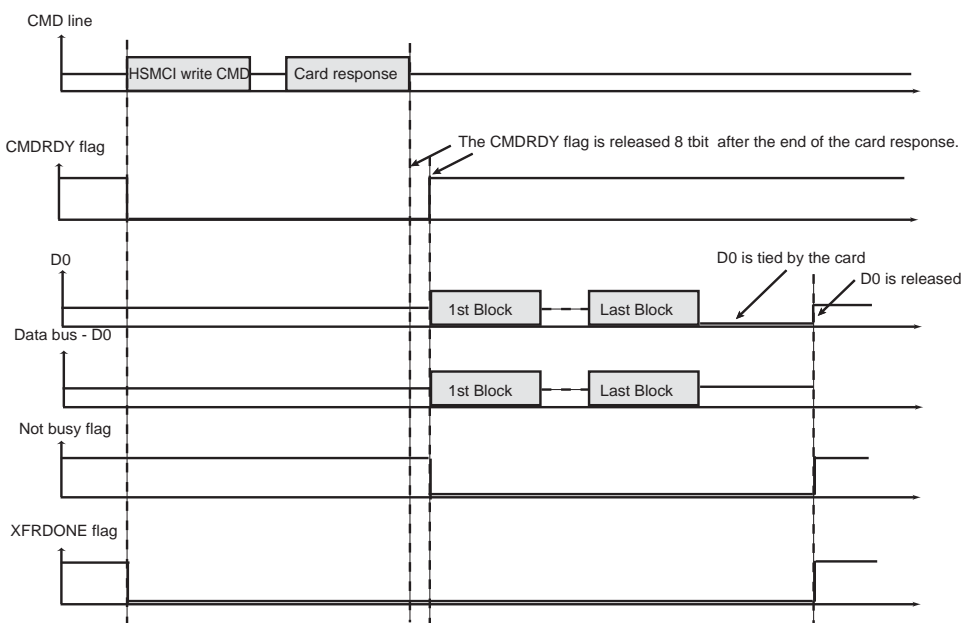 CMD line
HSMCI write CMD
Card response
CMDRDY flag
The CMDRDY flag is released 8 tbit after the end of the card response.
D0
D0 is tied by the card
D0 is released
1st Block
Last Block
Data bus - D0
1st Block
Last Block
Not busy flag
XFRDONE flag